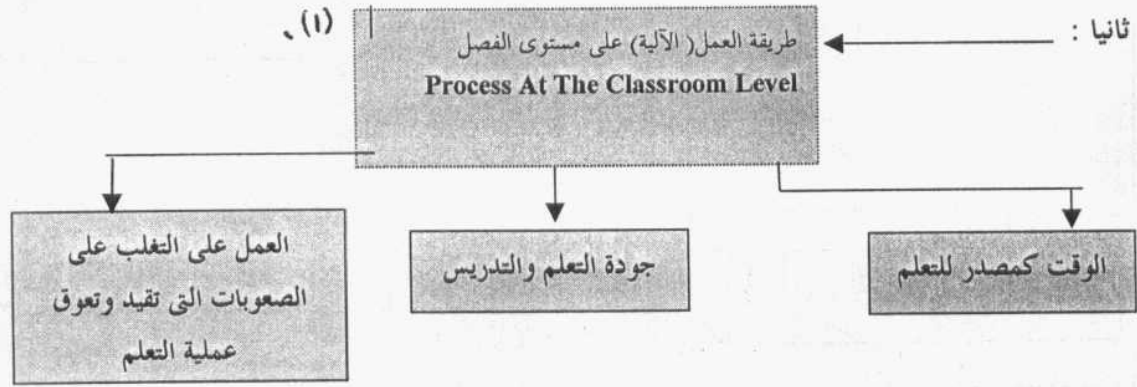 ثانيا :
طريقة العمل( الآلية) على مستوى الفصل
Process At The Classroom Level
(١)
الوقت كمصدر للتعلم
جودة التعلم والتدريس
العمل على التغلب على
الصعوبات التى تقيد وتعوق
عملية التعلم